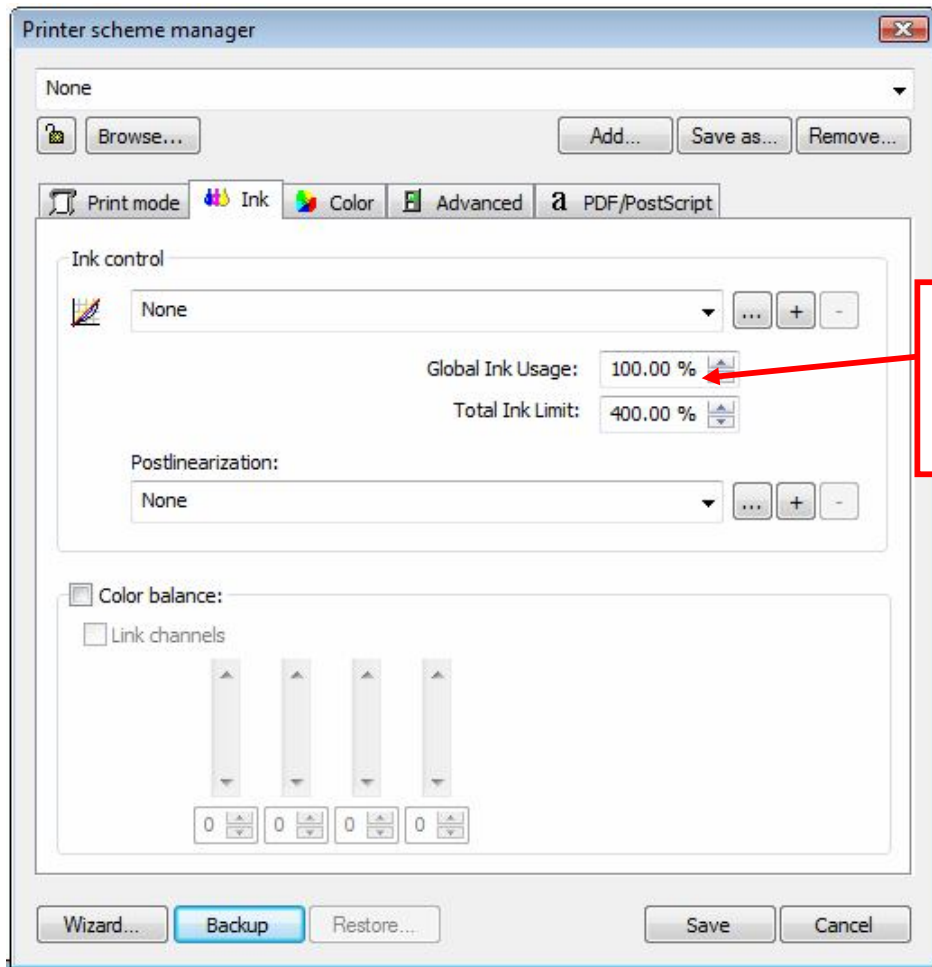 Printer scheme manager
None
Browse... Add... Save as... Remove...
Print mode Ink Color Advanced a PDF/PostScript
Ink control
None ... + -
Global Ink Usage: 100.00 %
Total Ink Limit: 400.00 %
Postlinearization:
None ... + -
Color balance:
Link channels
0 0 0 0
Wizard... Backup Restore... Save Cancel